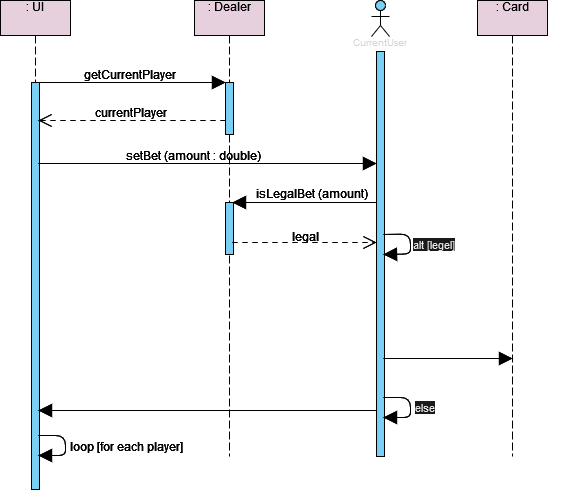 : UI
: Dealer
: Card
CurrentUser
getCurrentPlayer
currentPlayer
setBet (amount : double)
isLegalBet (amount)
legal
alt [legel]
else
loop [for each player]